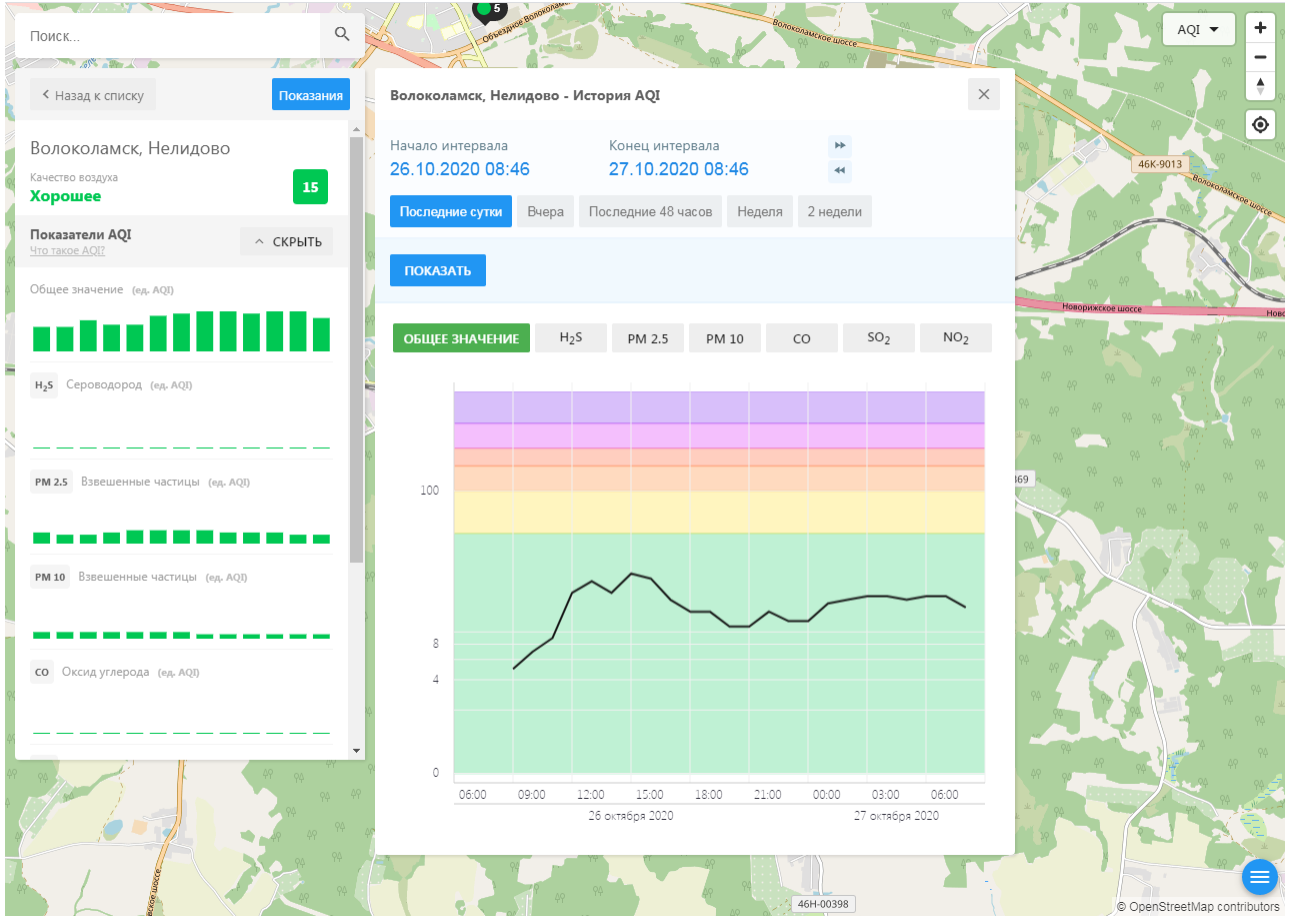 5
Объездное Волоколамское шоссе
Волоколамское шоссе
Поиск...
AQI
Назад к списку
Показания
Волоколамск, Нелидово - История AQI
Волоколамск, Нелидово
Качество воздуха
Хорошее
15
Начало интервала
Конец интервала
26.10.2020 08:46
27.10.2020 08:46
46К-9013
Волоколамское шоссе
Последние сутки
Вчера
Последние 48 часов
Неделя
2 недели
Показатели AQI
Что такое AQI?
СКРЫТЬ
ПОКАЗАТЬ
Общее значение (ед. AQI)
Новорижское шоссе
Новос
ОБЩЕЕ ЗНАЧЕНИЕ
H2S
PM 2.5
PM 10
CO
SO2
NO2
H2S Сероводород (ед. AQI)
PM 2.5 Взвешенные частицы (ед. AQI)
PM 10 Взвешенные частицы (ед. AQI)
CO Оксид углерода (ед. AQI)
100
8
4
0
369
06:00 09:00 12:00 15:00 18:00 21:00 00:00 03:00 06:00
26 октября 2020
27 октября 2020
46Н-00398
© OpenStreetMap contributors